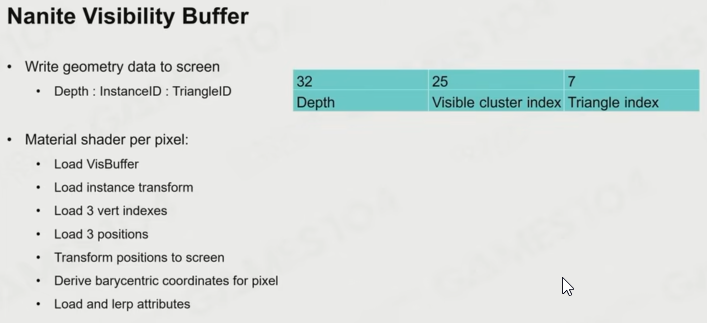 Nanite Visibility Buffer
• Write geometry data to screen
• Depth : InstanceID : TriangleID
• Material shader per pixel:
• Load VisBuffer
• Load instance transform
• Load 3 vert indexes
• Load 3 positions
• Transform positions to screen
• Derive barycentric coordinates for pixel
• Load and lerp attributes
32 25 7
Depth Visible cluster index Triangle index
GAMES104